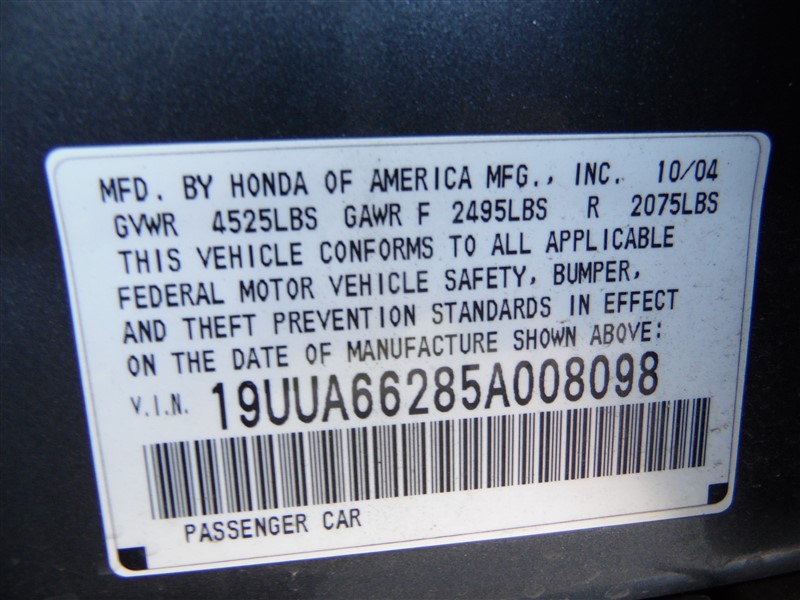 MFD. BY HONDA OF AMERICA MFG., INC. 10/04
GVWR 4525LBS GAWR F 2495LBS R 2075LBS
THIS VEHICLE CONFORMS TO ALL APPLICABLE
FEDERAL MOTOR VEHICLE SAFETY, BUMPER,
AND THEFT PREVENTION STANDARDS IN EFFECT
ON THE DATE OF MANUFACTURE SHOWN ABOVE:
V.I.N. 19UUA66285A008098
PASSENGER CAR